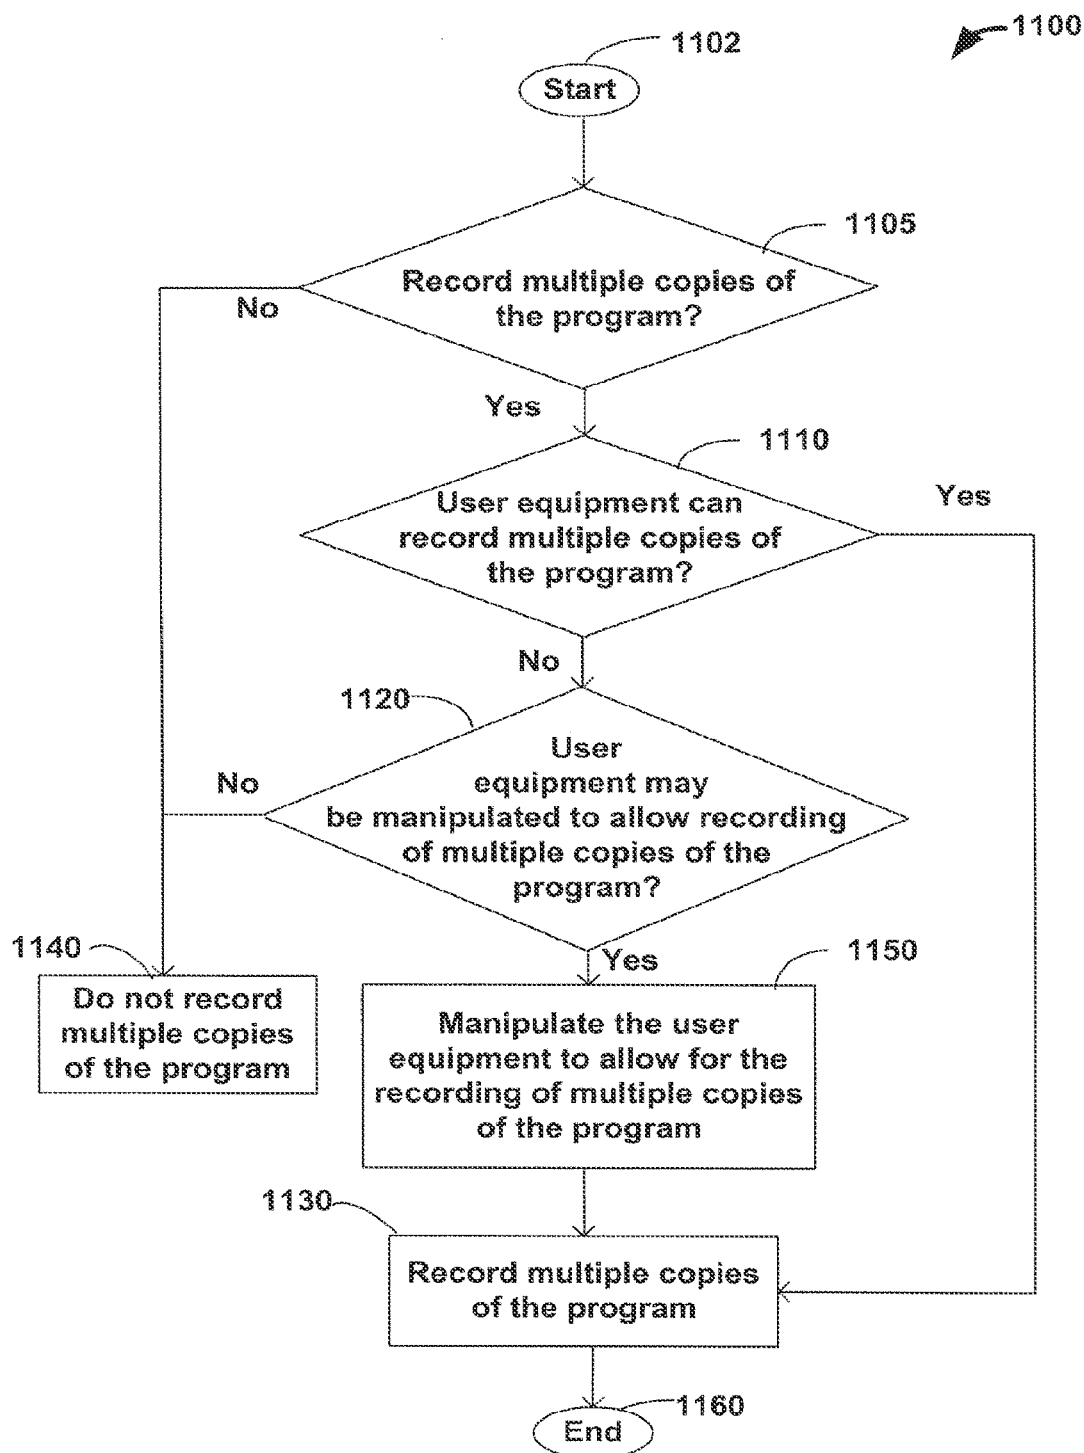 1100
1102
Start
1105
Record multiple copies of
the program?
No
Yes
1110
User equipment can
record multiple copies of
the program?
Yes
No
1120
User
equipment may
be manipulated to allow recording
of multiple copies of the
program?
No
Yes
1140
Do not record
multiple copies
of the program
1150
Manipulate the user
equipment to allow for the
recording of multiple copies
of the program
1130
Record multiple copies
of the program
1160
End